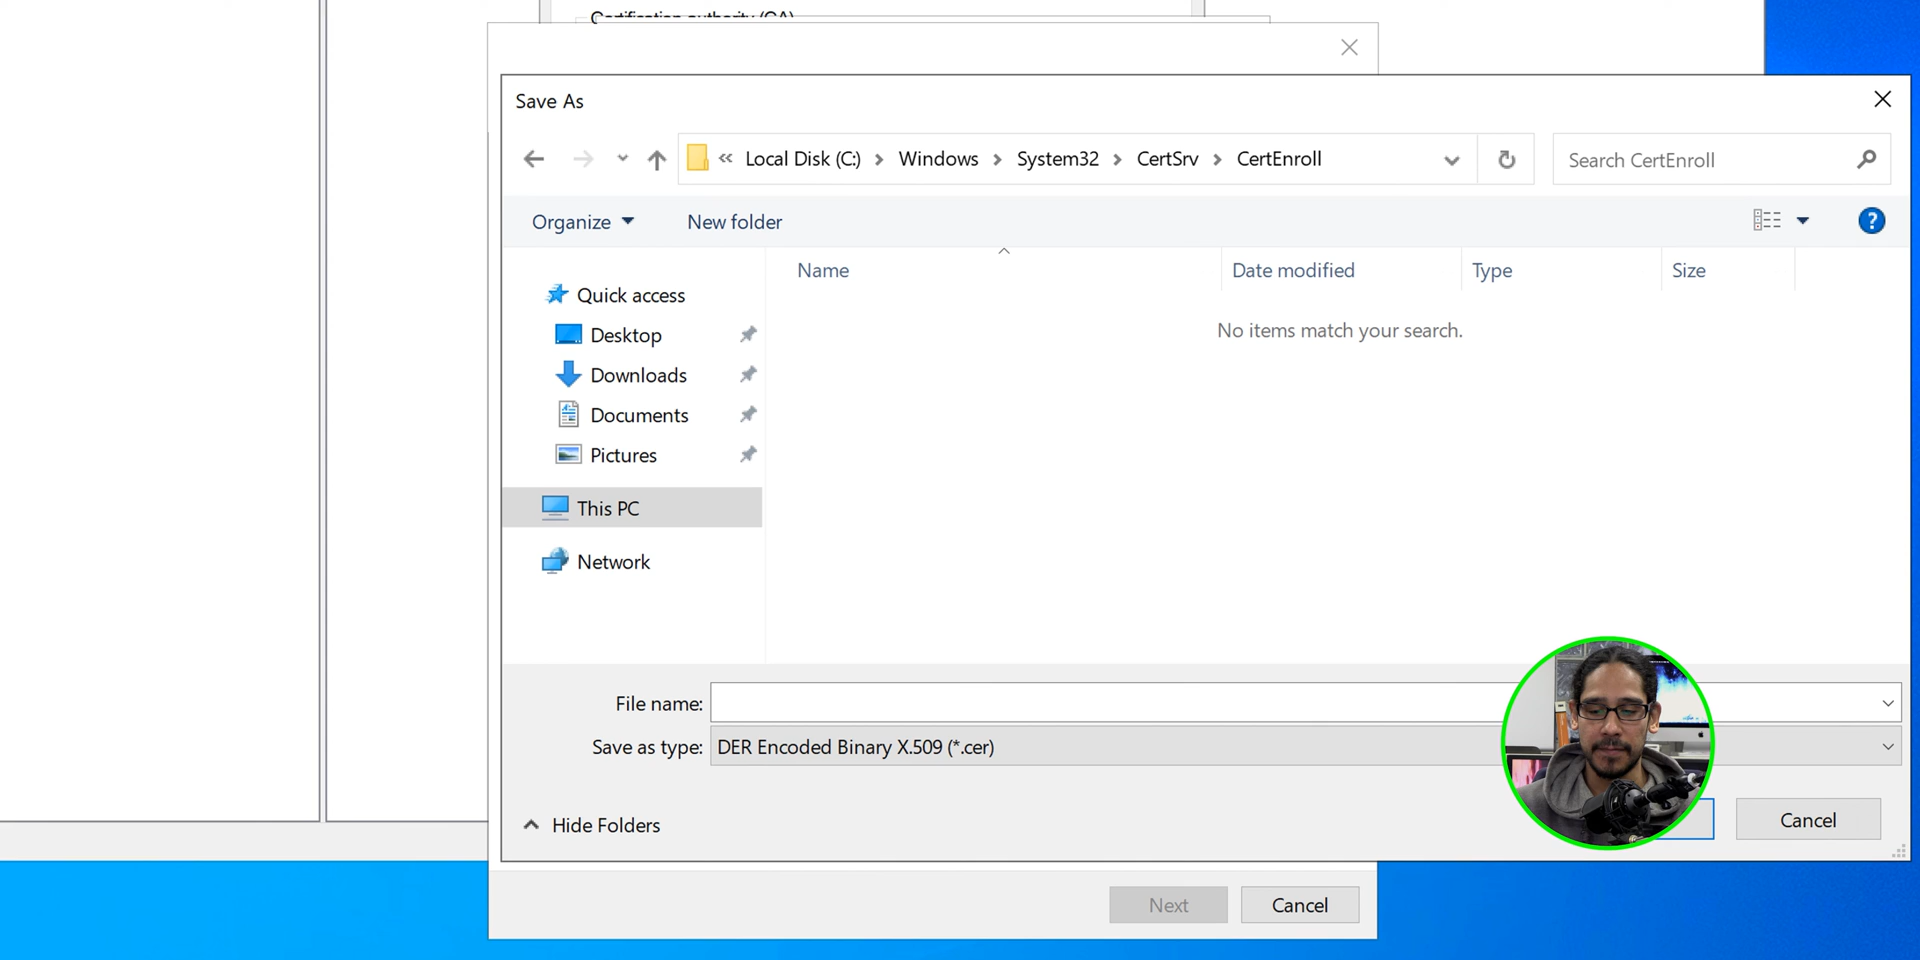 Certification authority (CA)
Save As
« Local Disk (C:) > Windows > System32 > CertSrv > CertEnroll
Search CertEnroll
Organize
New folder
?
Name
Date modified
Type
Size
No items match your search.
Quick access
Desktop
Downloads
Documents
Pictures
This PC
Network
File name:
Save as type:
DER Encoded Binary X.509 (*.cer)
Hide Folders
Cancel
Next
Cancel